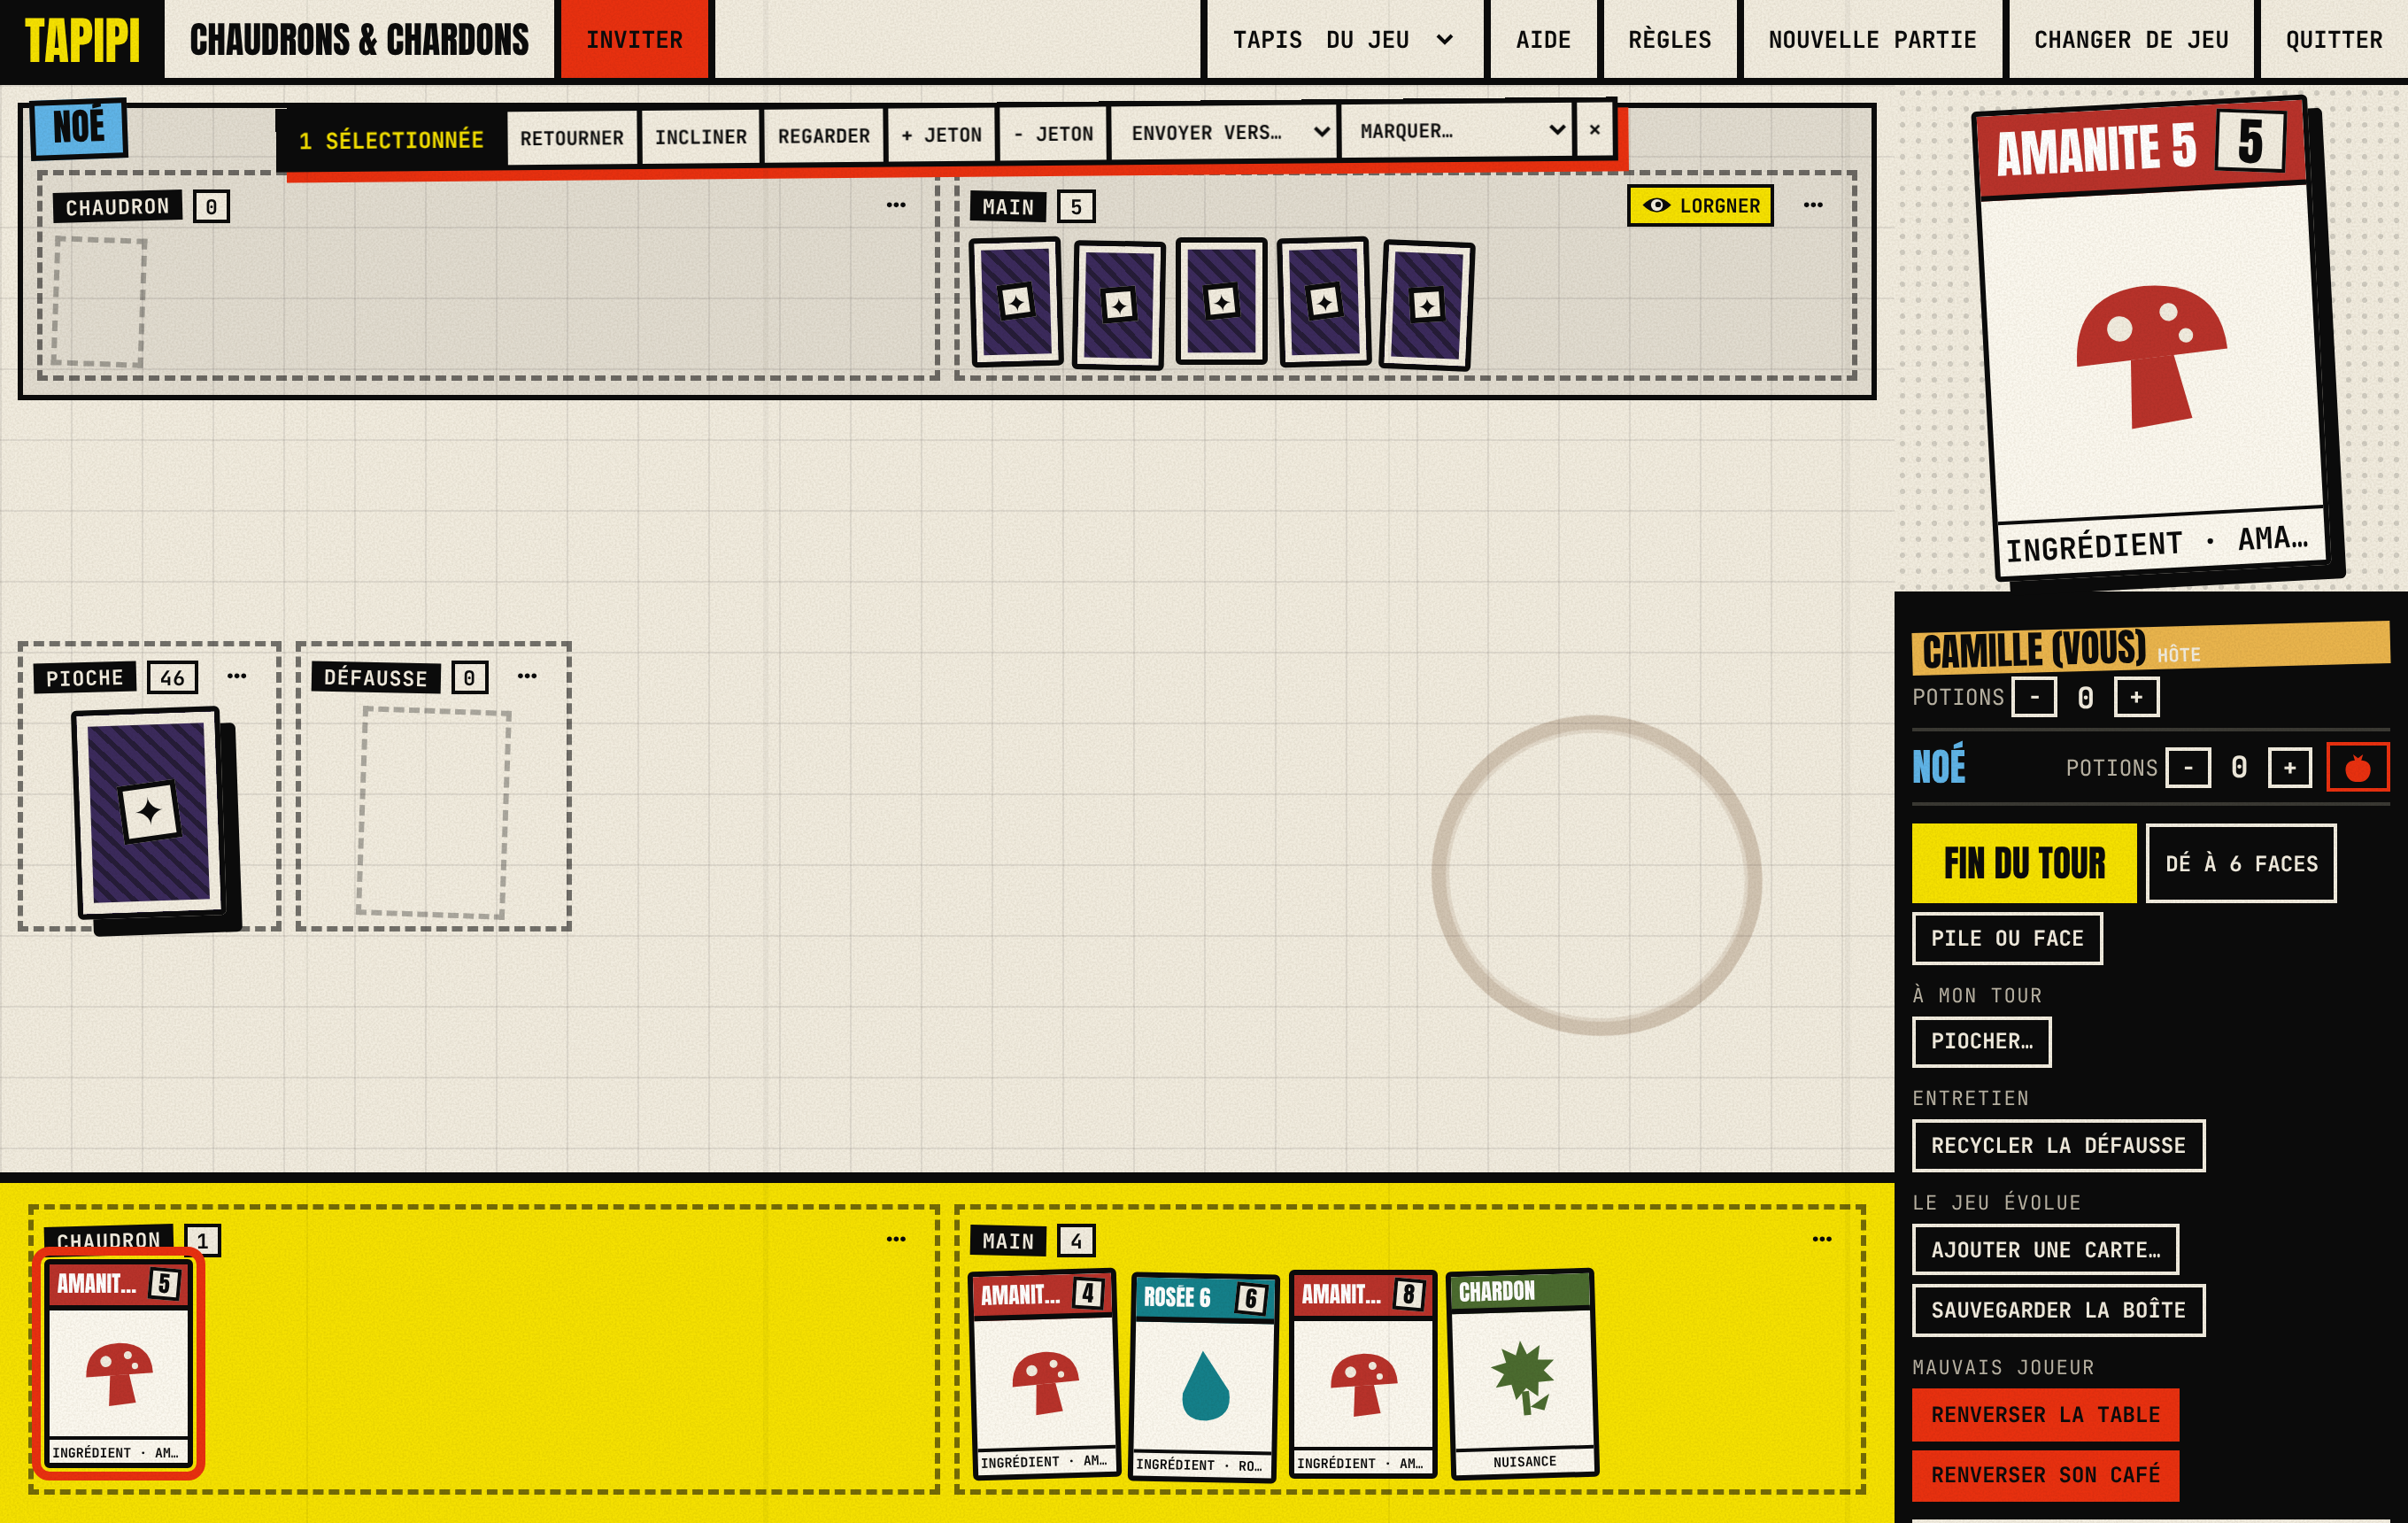 TAPIPI CHAUDRONS & CHARDONS INVITER TAPIS DU JEU AIDE RÈGLES NOUVELLE PARTIE CHANGER DE JEU QUITTER
NOÉ
1 SÉLECTIONNÉE RETOURNER INCLINER REGARDER + JETON - JETON ENVOYER VERS… MARQUER… ×
CHAUDRON 0 •••
MAIN 5 LORGNER •••
AMANITE 5 5
INGRÉDIENT · AMA…
PIOCHE 46 •••
DÉFAUSSE 0 •••
CAMILLE (VOUS) HÔTE
POTIONS - 0 +
NOÉ POTIONS - 0 +
FIN DU TOUR DÉ À 6 FACES
PILE OU FACE
À MON TOUR
PIOCHER…
ENTRETIEN
RECYCLER LA DÉFAUSSE
LE JEU ÉVOLUE
AJOUTER UNE CARTE…
SAUVEGARDER LA BOÎTE
MAUVAIS JOUEUR
RENVERSER LA TABLE
RENVERSER SON CAFÉ
CHAUDRON 1 •••
AMANIT… 5
INGRÉDIENT · AM…
MAIN 4 •••
AMANIT… 4
INGRÉDIENT · AM…
ROSÉE 6 6
INGRÉDIENT · RO…
AMANIT… 8
INGRÉDIENT · AM…
CHARDON
NUISANCE